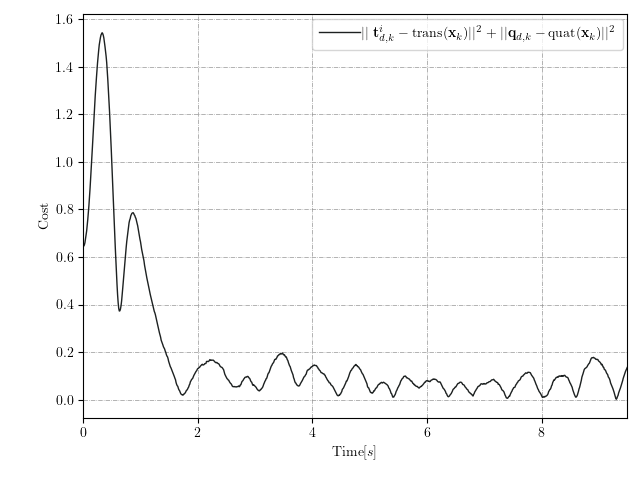 1.6
|| t^i_{d,k} − trans(x_k)||^2 + ||q_{d,k} − quat(x_k)||^2
1.4
1.2
1.0
0.8
0.6
0.4
0.2
0.0
Cost
0 2 4 6 8
Time[s]